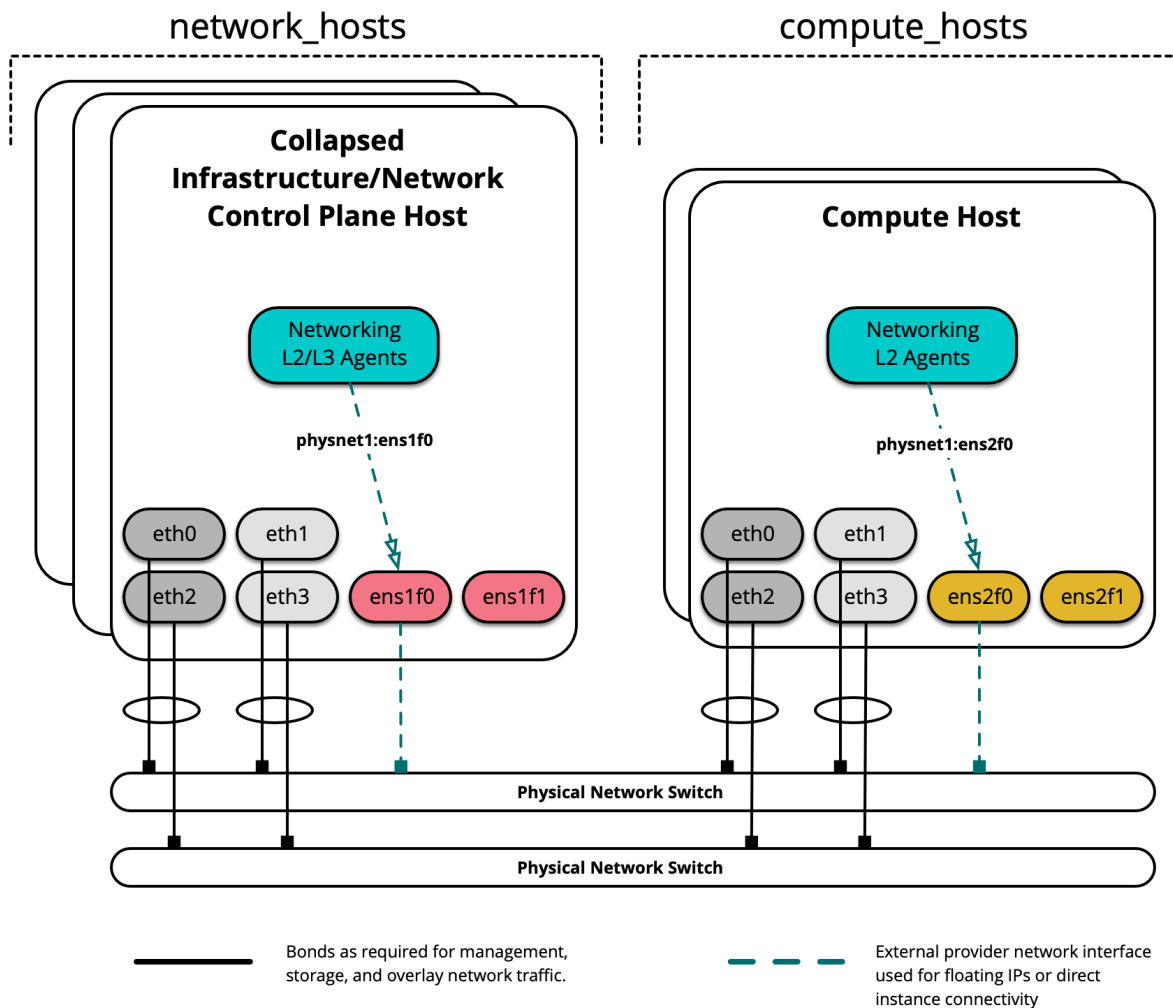 network_hosts
compute_hosts
Collapsed
Infrastructure/Network
Control Plane Host
Compute Host
Networking
L2/L3 Agents
Networking
L2 Agents
physnet1:ens1f0
physnet1:ens2f0
eth0
eth1
eth2
eth3
ens1f0
ens1f1
eth0
eth1
eth2
eth3
ens2f0
ens2f1
Physical Network Switch
Physical Network Switch
Bonds as required for management,
storage, and overlay network traffic.
External provider network interface
used for floating IPs or direct
instance connectivity